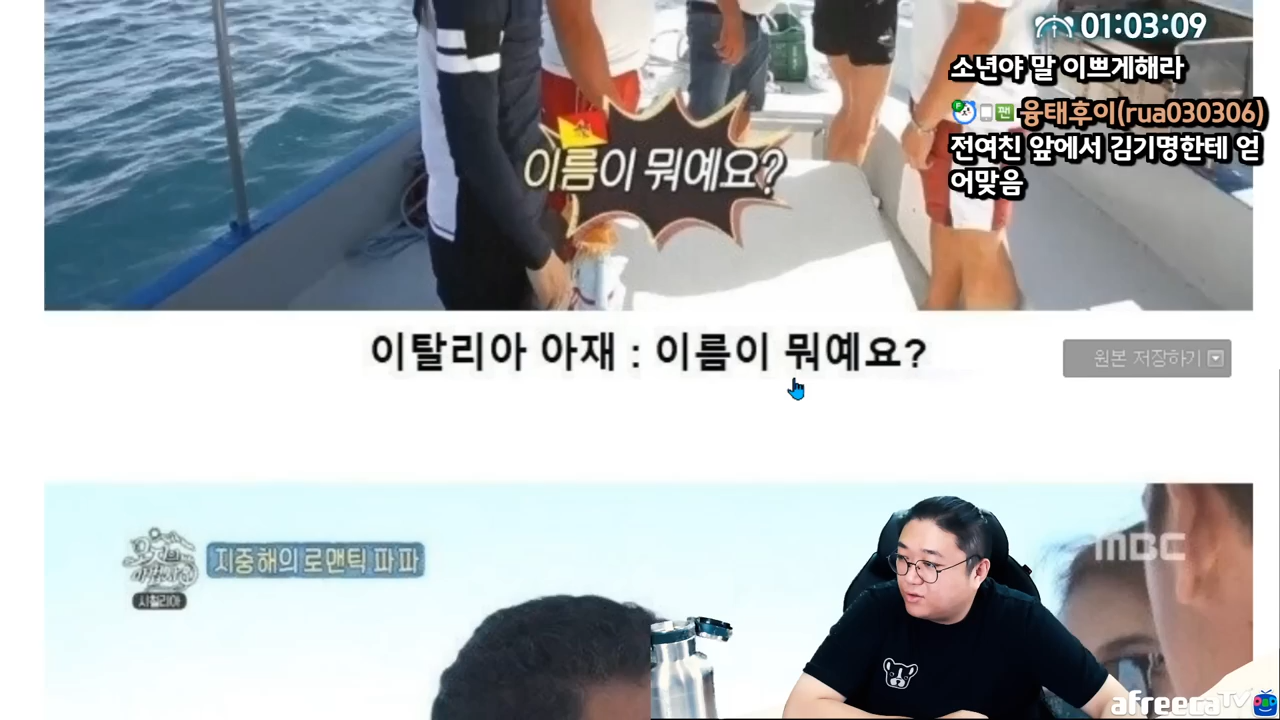 01:03:09
소년야 말 이쁘게해라
팬 융태후이(rua030306)
전여친 앞에서 김기명한테 얻
어맞음
이름이 뭐예요?
이탈리아 아재 : 이름이 뭐예요?
원본 저장하기
지중해의 로맨틱 파파
시칠리아
MBC
afreecaTV